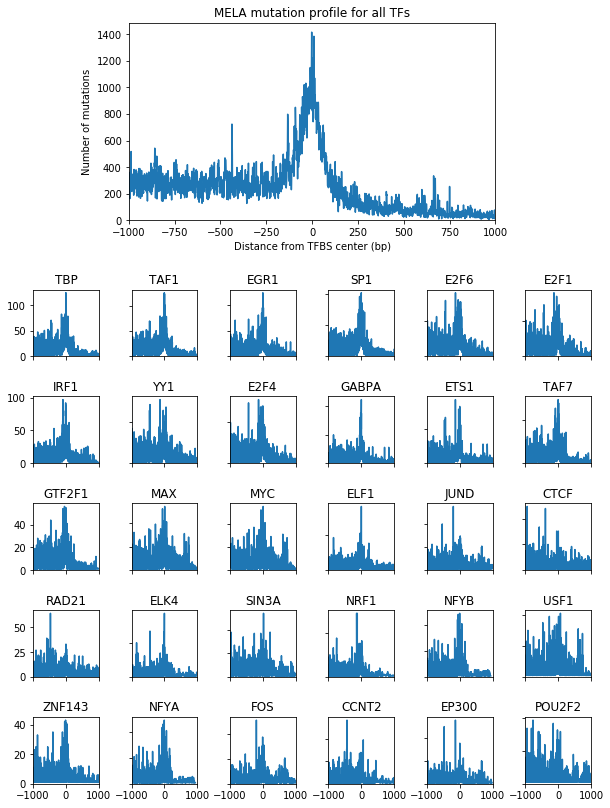 MELA mutation profile for all TFs
1400
1200
1000
800
600
400
200
0
Number of mutations
−1000 −750 −500 −250 0 250 500 750 1000
Distance from TFBS center (bp)
TBP TAF1 EGR1 SP1 E2F6 E2F1
100
50
0
IRF1 YY1 E2F4 GABPA ETS1 TAF7
100
50
0
GTF2F1 MAX MYC ELF1 JUND CTCF
40
20
0
RAD21 ELK4 SIN3A NRF1 NFYB USF1
50
25
0
ZNF143 NFYA FOS CCNT2 EP300 POU2F2
40
20
0
−1000 0 1000 −1000 0 1000 −1000 0 1000 −1000 0 1000 −1000 0 1000 −1000 0 1000